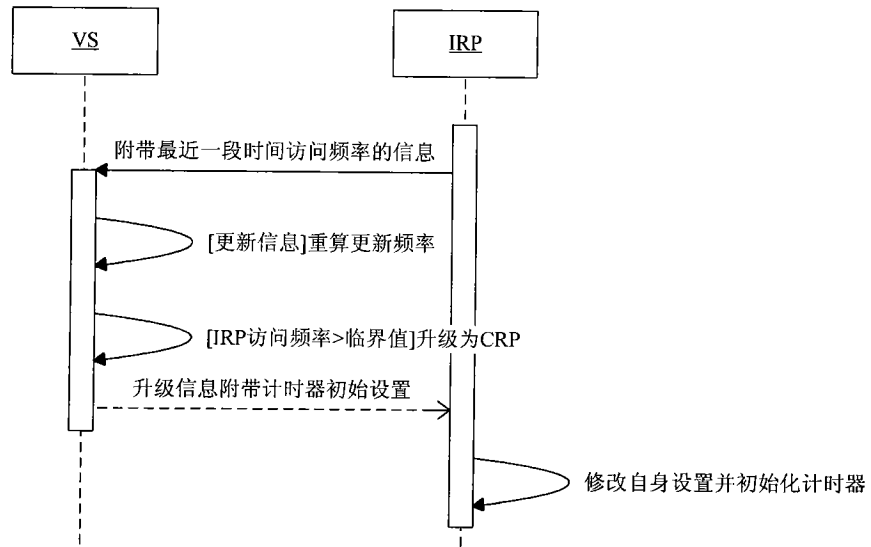 VS
IRP
附带最近一段时间访问频率的信息
[更新信息]重算更新频率
[IRP访问频率>临界值]升级为CRP
升级信息附带计时器初始设置
修改自身设置并初始化计时器